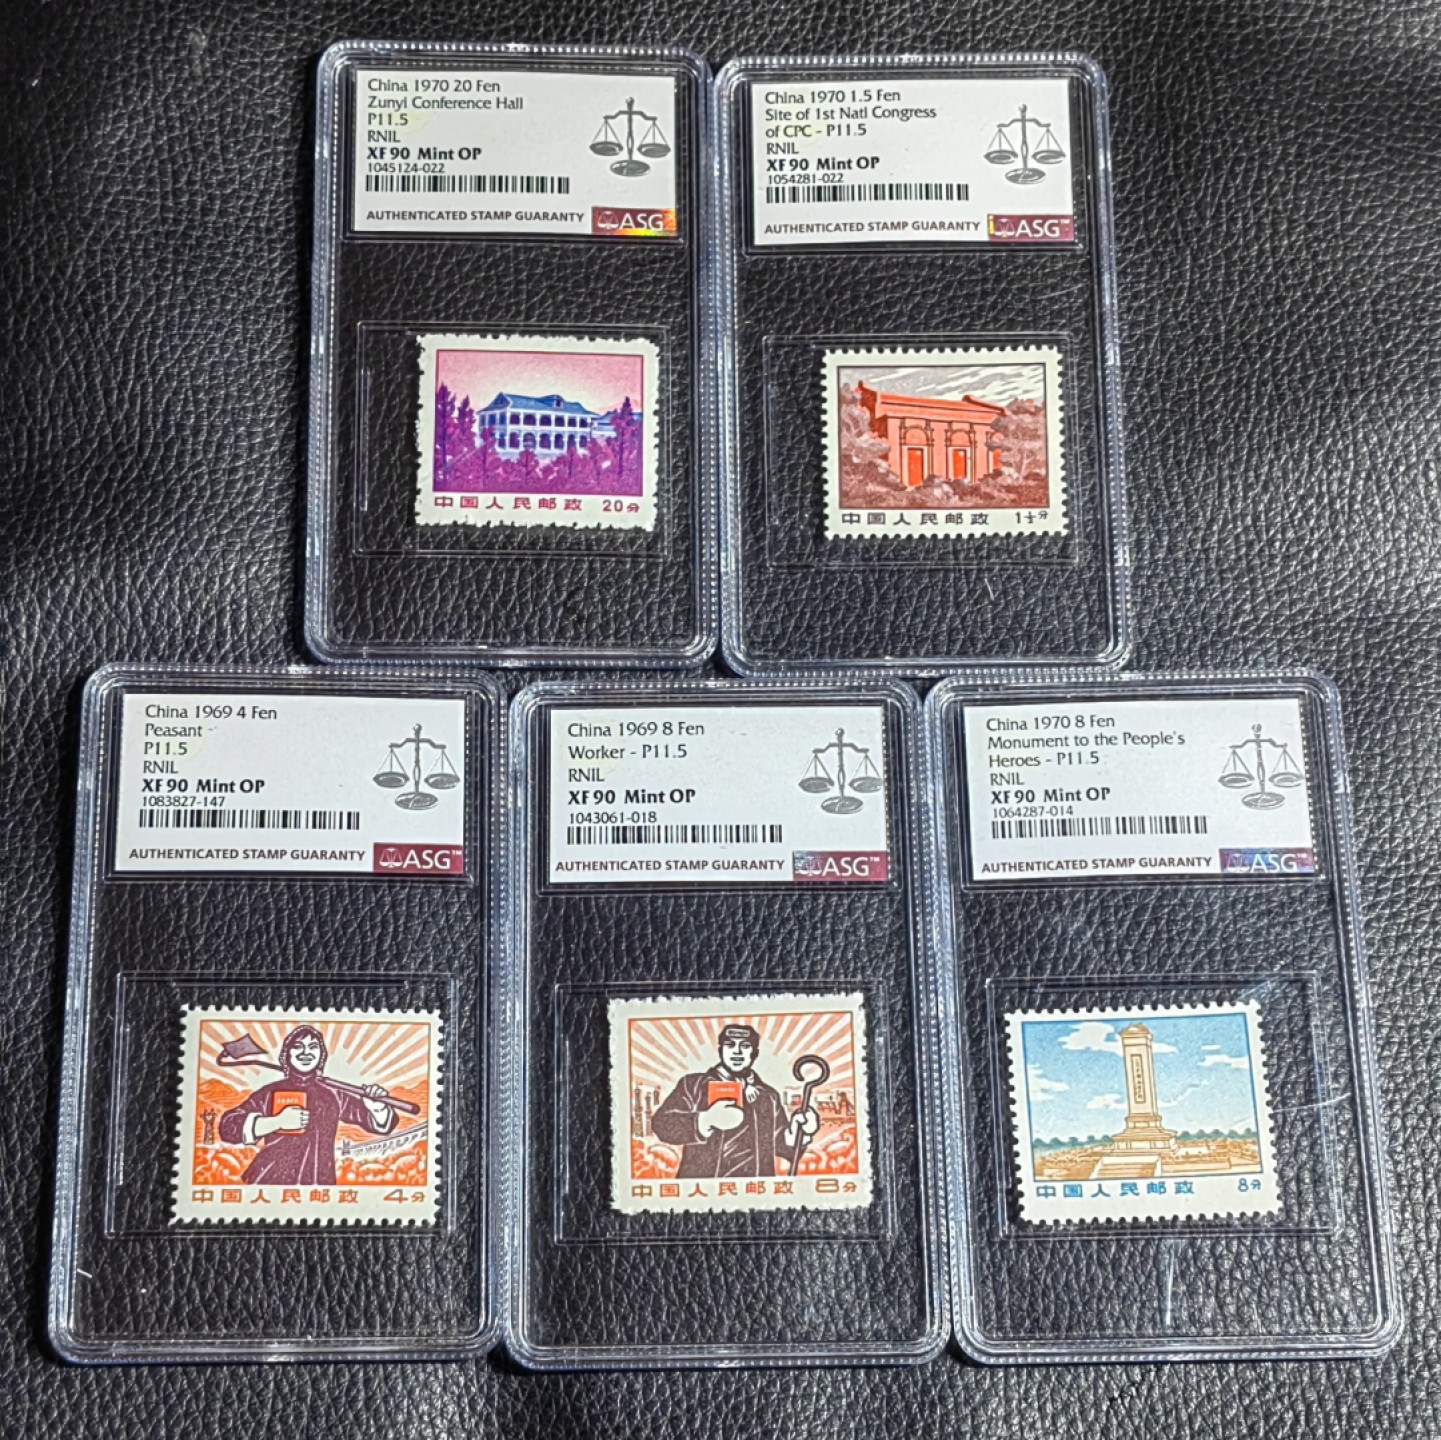 China 1970 20 Fen
Zunyi Conference Hall
P11.5
RNIL
XF 90 Mint OP
1045124-022
AUTHENTICATED STAMP GUARANTY
ASG
中国人民邮政 20分
China 1970 1.5 Fen
Site of 1st Natl Congress
of CPC - P11.5
RNIL
XF 90 Mint OP
1054281-022
AUTHENTICATED STAMP GUARANTY
ASG™
中国人民邮政 1½分
China 1969 4 Fen
Peasant -
P11.5
RNIL
XF 90 Mint OP
1083827-147
AUTHENTICATED STAMP GUARANTY
ASG™
中国人民邮政 4分
China 1969 8 Fen
Worker - P11.5
RNIL
XF 90 Mint OP
1043061-018
AUTHENTICATED STAMP GUARANTY
ASG™
中国人民邮政 8分
China 1970 8 Fen
Monument to the People's
Heroes - P11.5
RNIL
XF 90 Mint OP
1064287-014
AUTHENTICATED STAMP GUARANTY
ASG™
中国人民邮政 8分